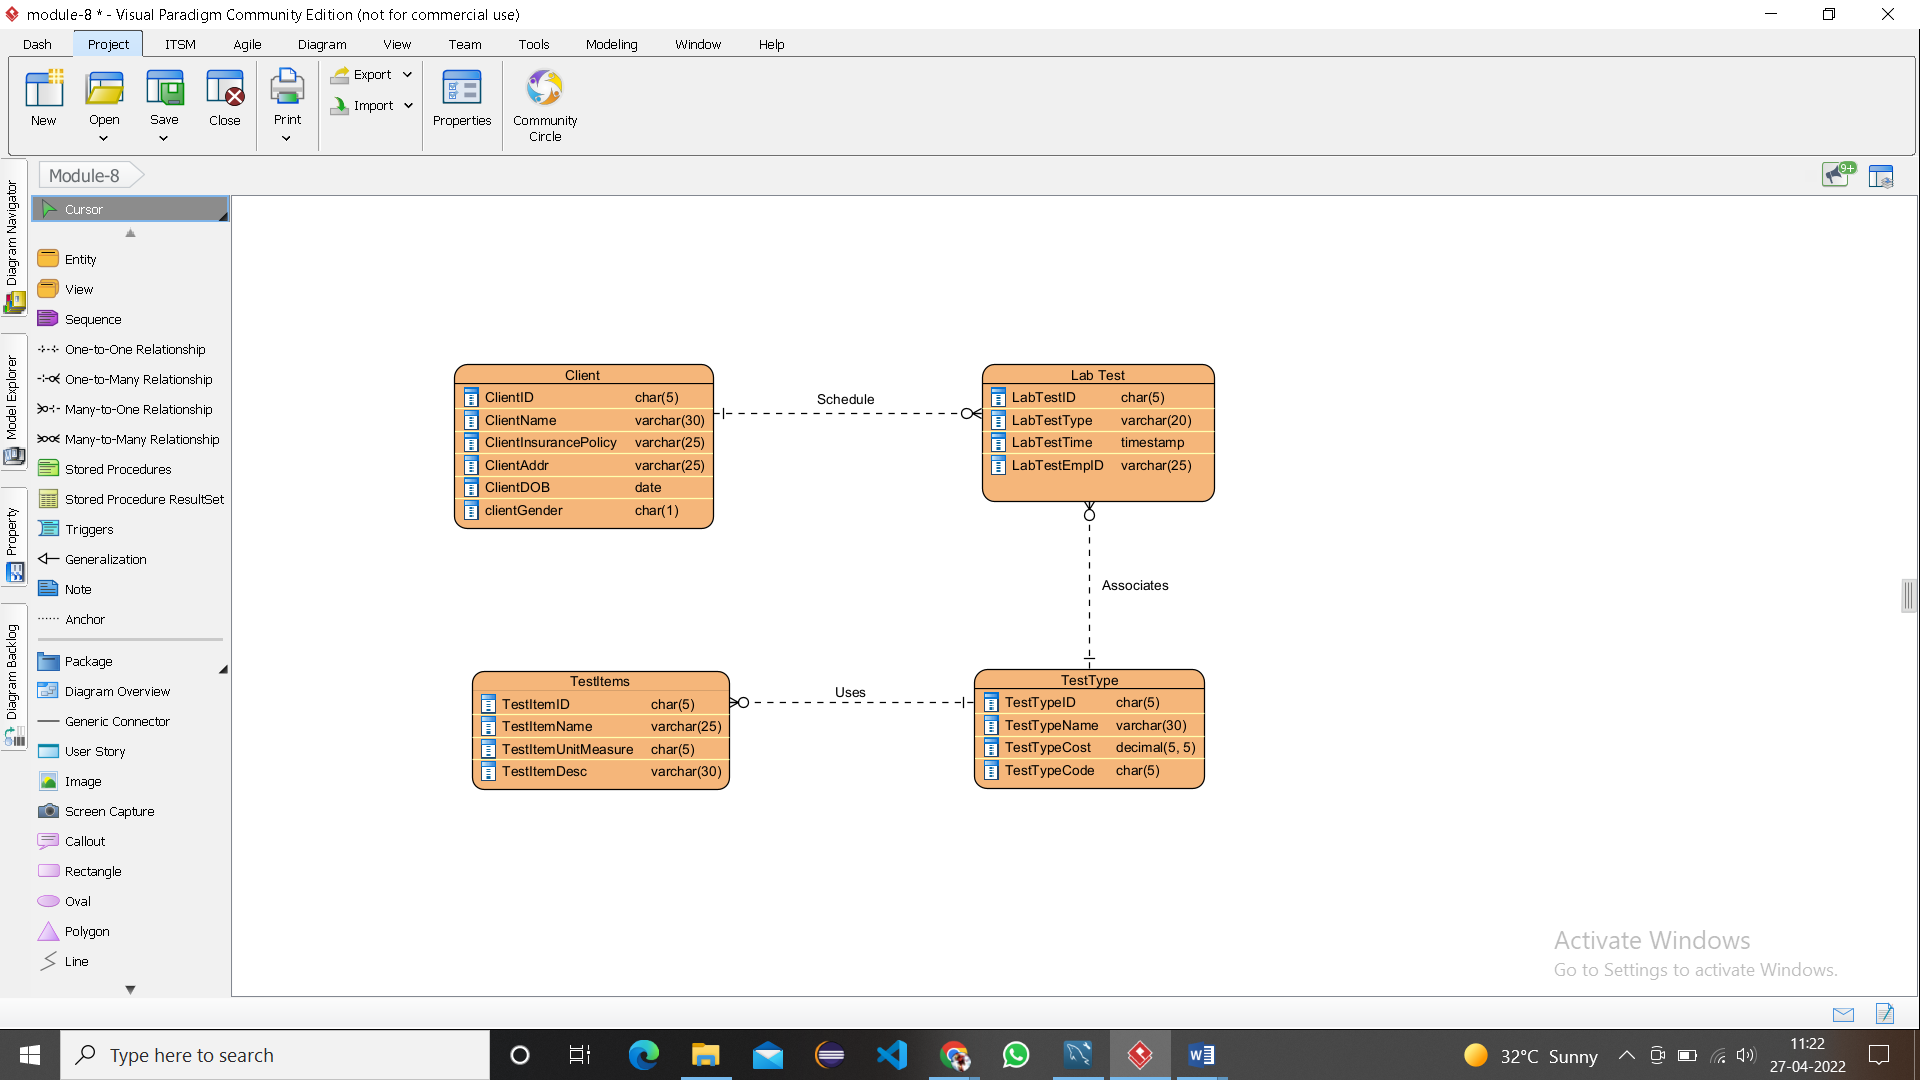 module-8 * - Visual Paradigm Community Edition (not for commercial use)
Dash Project ITSM Agile Diagram View Team Tools Modeling Window Help
New Open Save Close Print Export Import Properties Community Circle
Module-8
9+
Diagram Navigator
Model Explorer
Property
Diagram Backlog
Cursor
Entity
View
Sequence
One-to-One Relationship
One-to-Many Relationship
Many-to-One Relationship
Many-to-Many Relationship
Stored Procedures
Stored Procedure ResultSet
Triggers
Generalization
Note
Anchor
Package
Diagram Overview
Generic Connector
User Story
Image
Screen Capture
Callout
Rectangle
Oval
Polygon
Line
Client
ClientID char(5)
ClientName varchar(30)
ClientInsurancePolicy varchar(25)
ClientAddr varchar(25)
ClientDOB date
clientGender char(1)
Schedule
Lab Test
LabTestID char(5)
LabTestType varchar(20)
LabTestTime timestamp
LabTestEmpID varchar(25)
Associates
TestItems
TestItemID char(5)
TestItemName varchar(25)
TestItemUnitMeasure char(5)
TestItemDesc varchar(30)
Uses
TestType
TestTypeID char(5)
TestTypeName varchar(30)
TestTypeCost decimal(5, 5)
TestTypeCode char(5)
Activate Windows
Go to Settings to activate Windows.
Type here to search
32°C Sunny
11:22
27-04-2022